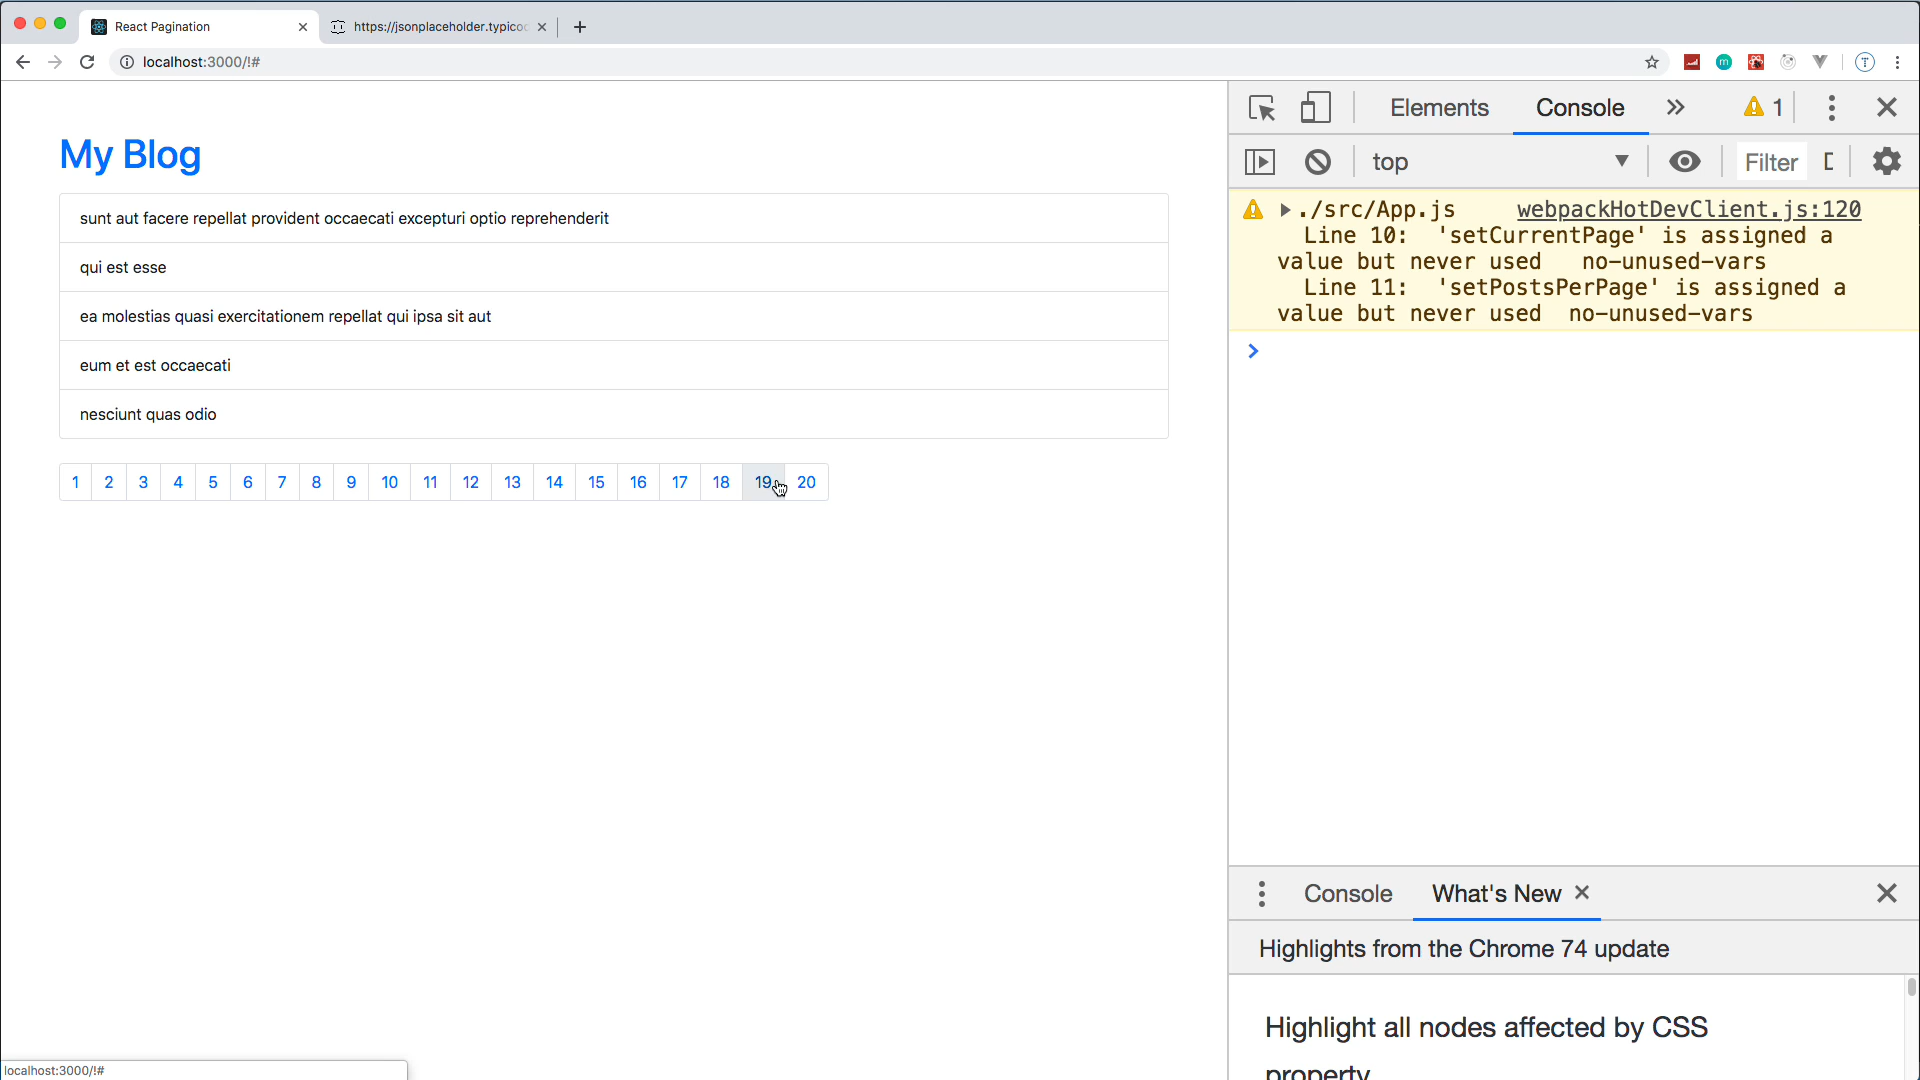 React Pagination
https://jsonplaceholder.typicod
localhost:3000/!#
T
My Blog
sunt aut facere repellat provident occaecati excepturi optio reprehenderit
qui est esse
ea molestias quasi exercitationem repellat qui ipsa sit aut
eum et est occaecati
nesciunt quas odio
1 2 3 4 5 6 7 8 9 10 11 12 13 14 15 16 17 18 19 20
localhost:3000/!#
Elements Console 1
top Filter
./src/App.js webpackHotDevClient.js:120
Line 10: 'setCurrentPage' is assigned a
value but never used no-unused-vars
Line 11: 'setPostsPerPage' is assigned a
value but never used no-unused-vars
Console What's New
Highlights from the Chrome 74 update
Highlight all nodes affected by CSS
property